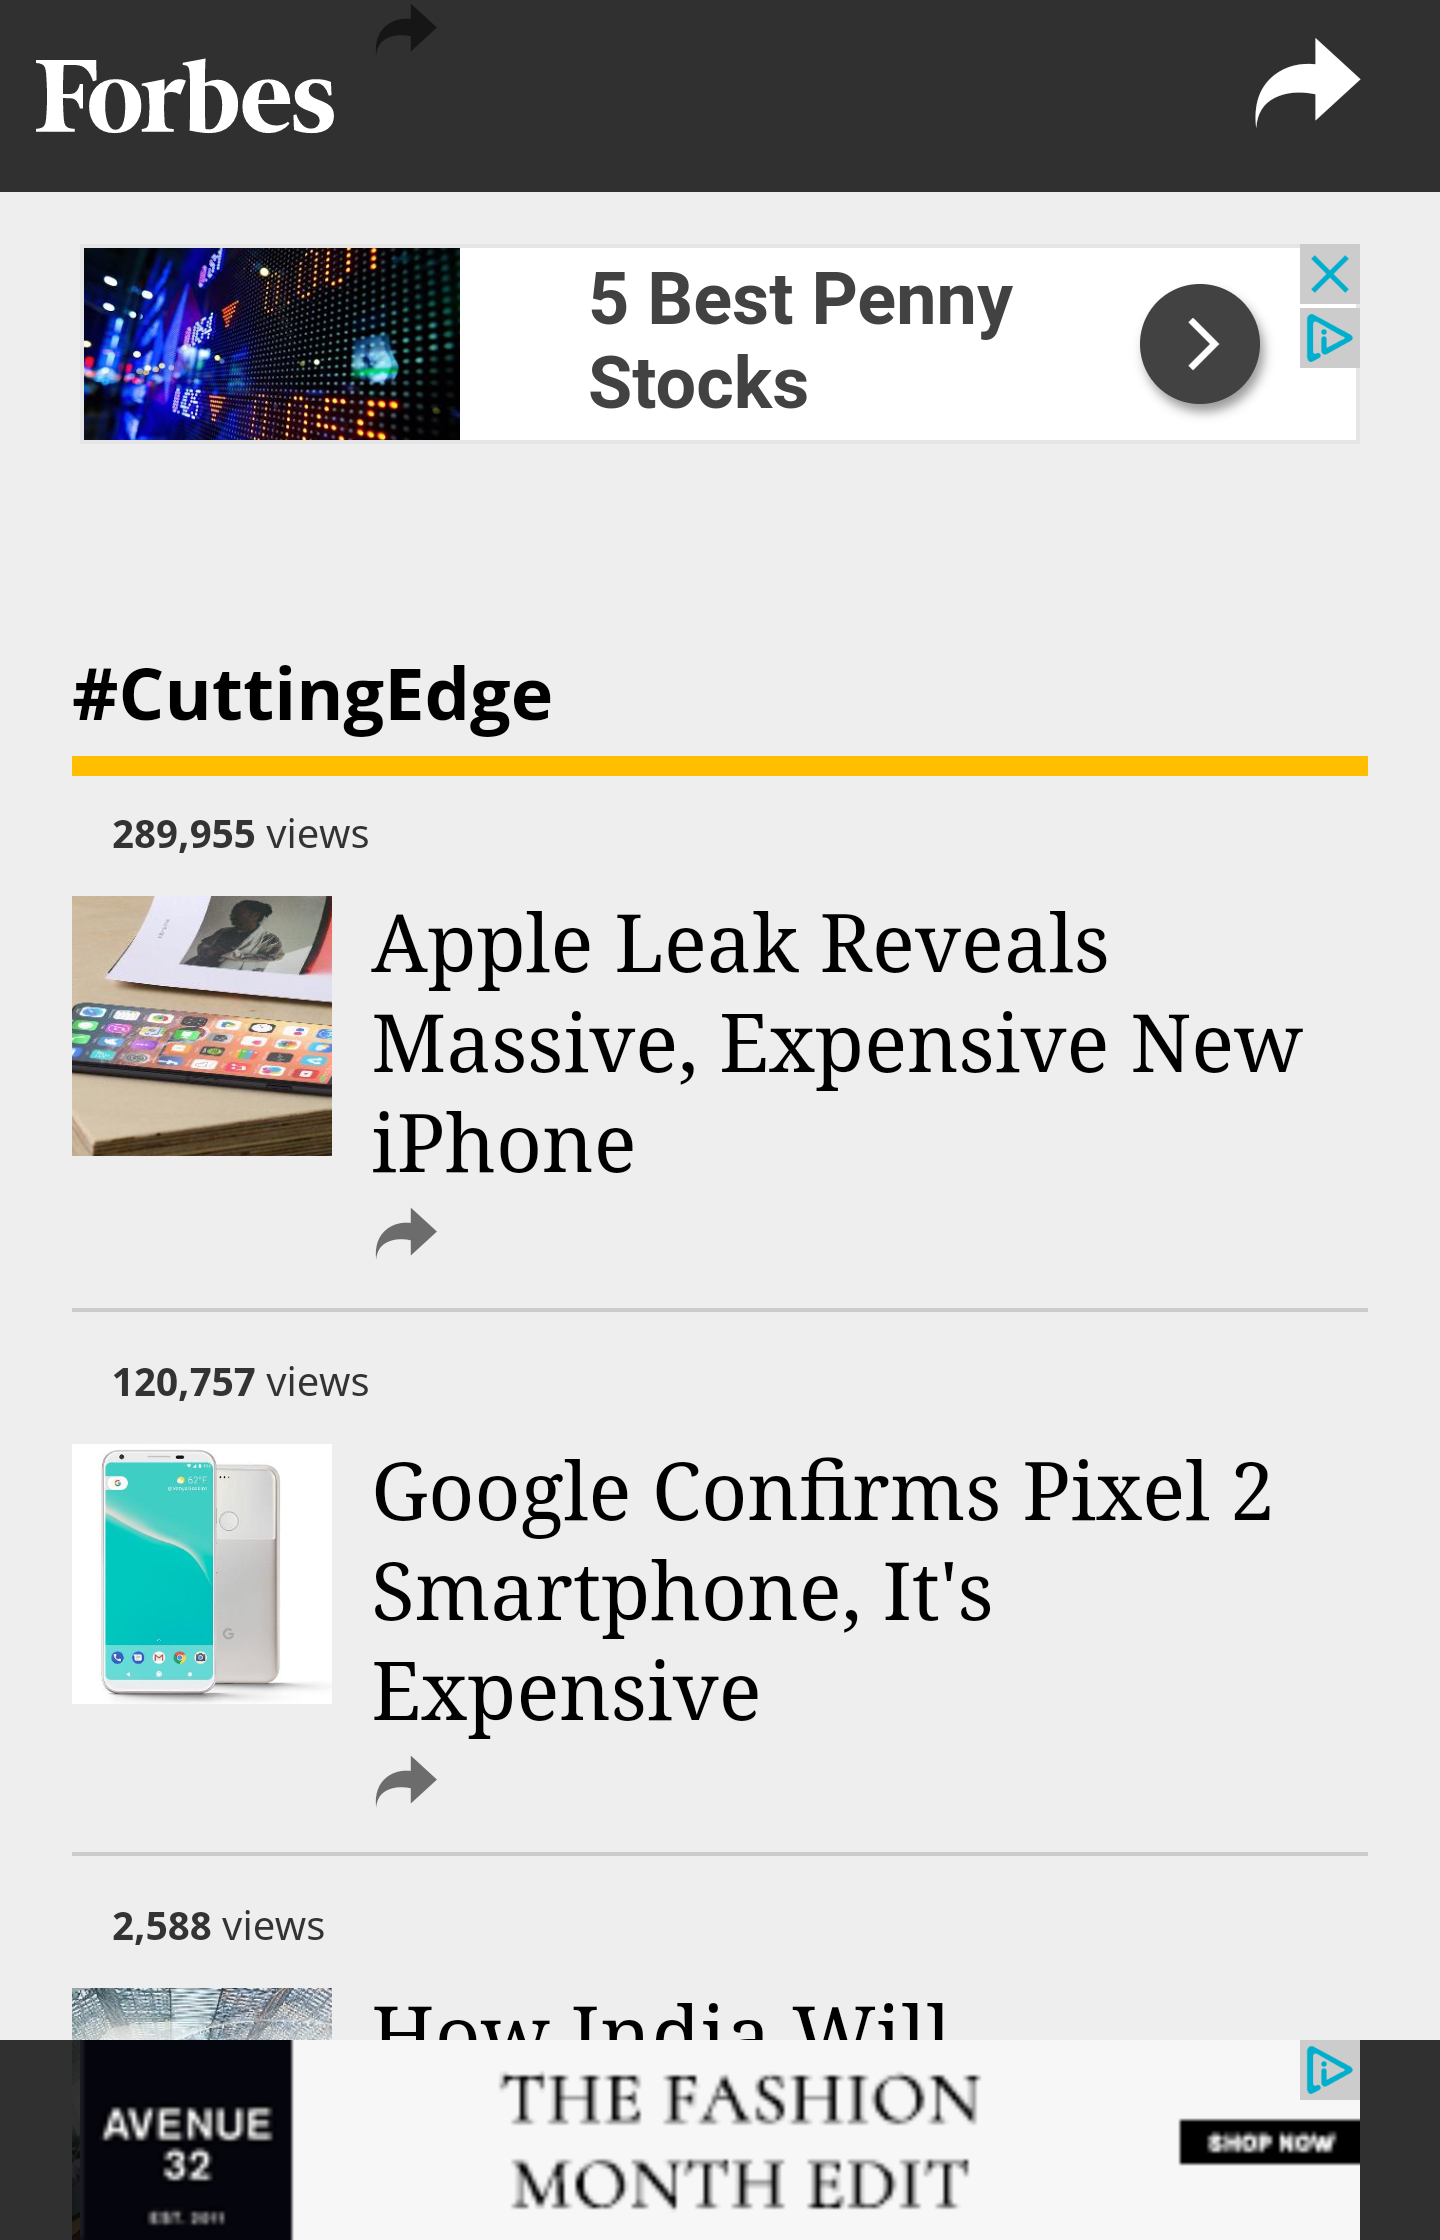 Forbes
5 Best Penny
Stocks
#CuttingEdge
289,955 views
Apple Leak Reveals
Massive, Expensive New
iPhone
120,757 views
Google Confirms Pixel 2
Smartphone, It's
Expensive
2,588 views
How India Will
AVENUE
32
EST. 2011
THE FASHION
MONTH EDIT
SHOP NOW